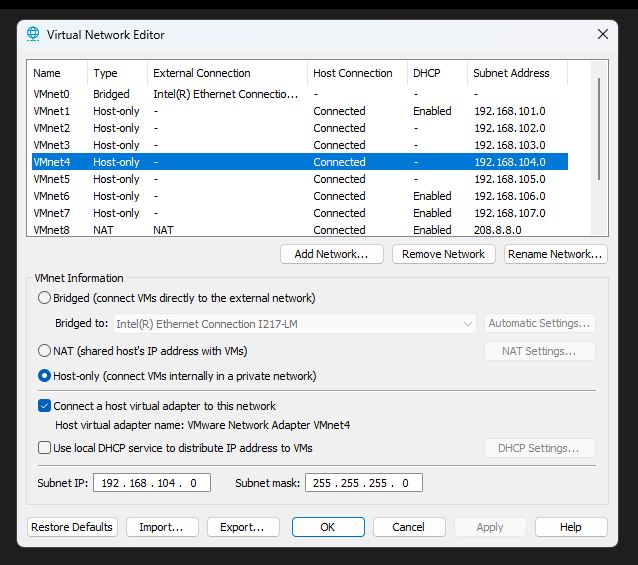 Virtual Network Editor
Name Type External Connection Host Connection DHCP Subnet Address
VMnet0 Bridged Intel(R) Ethernet Connectio... - - -
VMnet1 Host-only - Connected Enabled 192.168.101.0
VMnet2 Host-only - Connected - 192.168.102.0
VMnet3 Host-only - Connected - 192.168.103.0
VMnet4 Host-only - Connected - 192.168.104.0
VMnet5 Host-only - Connected - 192.168.105.0
VMnet6 Host-only - Connected Enabled 192.168.106.0
VMnet7 Host-only - Connected Enabled 192.168.107.0
VMnet8 NAT NAT Connected Enabled 208.8.8.0
Add Network... Remove Network Rename Network...
VMnet Information
Bridged (connect VMs directly to the external network)
Bridged to: Intel(R) Ethernet Connection I217-LM Automatic Settings...
NAT (shared host's IP address with VMs) NAT Settings...
Host-only (connect VMs internally in a private network)
Connect a host virtual adapter to this network
Host virtual adapter name: VMware Network Adapter VMnet4
Use local DHCP service to distribute IP address to VMs DHCP Settings...
Subnet IP: 192 . 168 . 104 . 0 Subnet mask: 255 . 255 . 255 . 0
Restore Defaults Import... Export... OK Cancel Apply Help